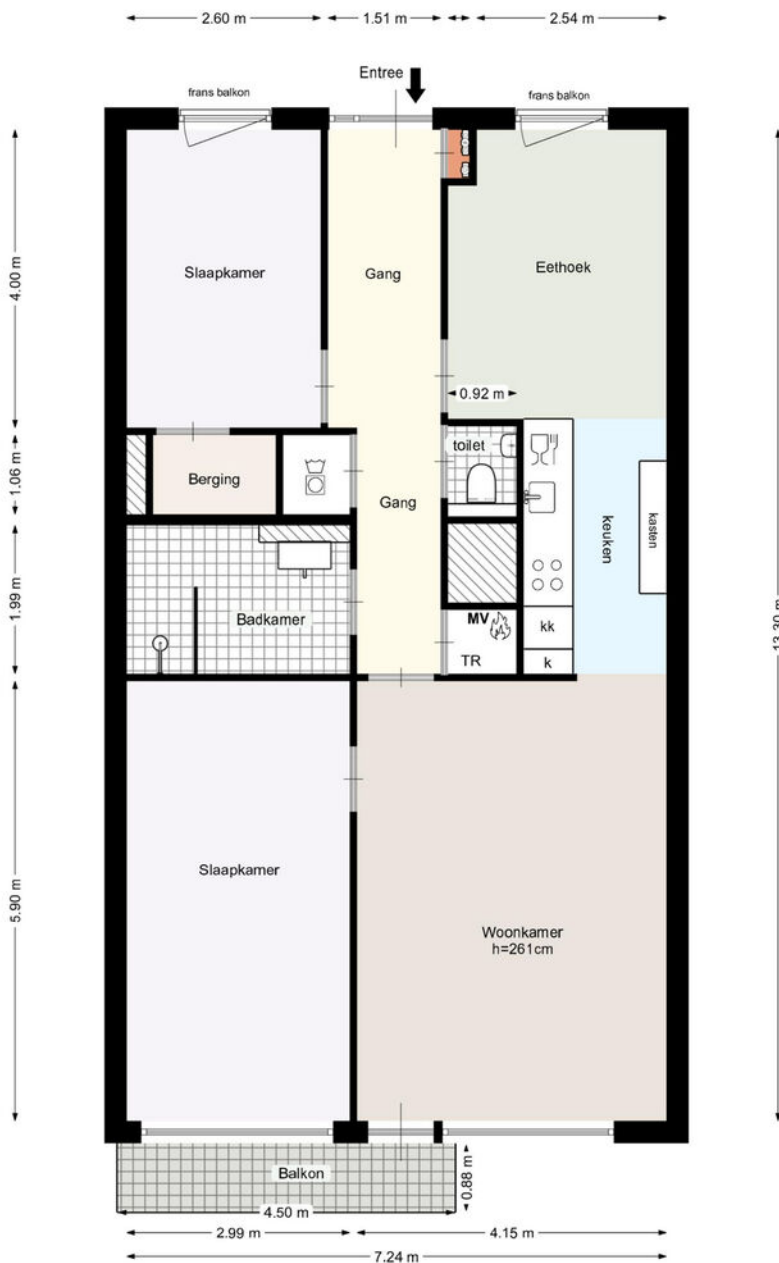 2.60 m
1.51 m
2.54 m
Entree
frans balkon
frans balkon
4.00 m
Slaapkamer
Gang
Eethoek
0.92 m
1.06 m
Berging
toilet
Gang
keuken
kasten
13.30 m
1.99 m
Badkamer
MV
TR
kk
k
5.90 m
Slaapkamer
Woonkamer
h=261cm
Balkon
0.88 m
4.50 m
2.99 m
4.15 m
7.24 m